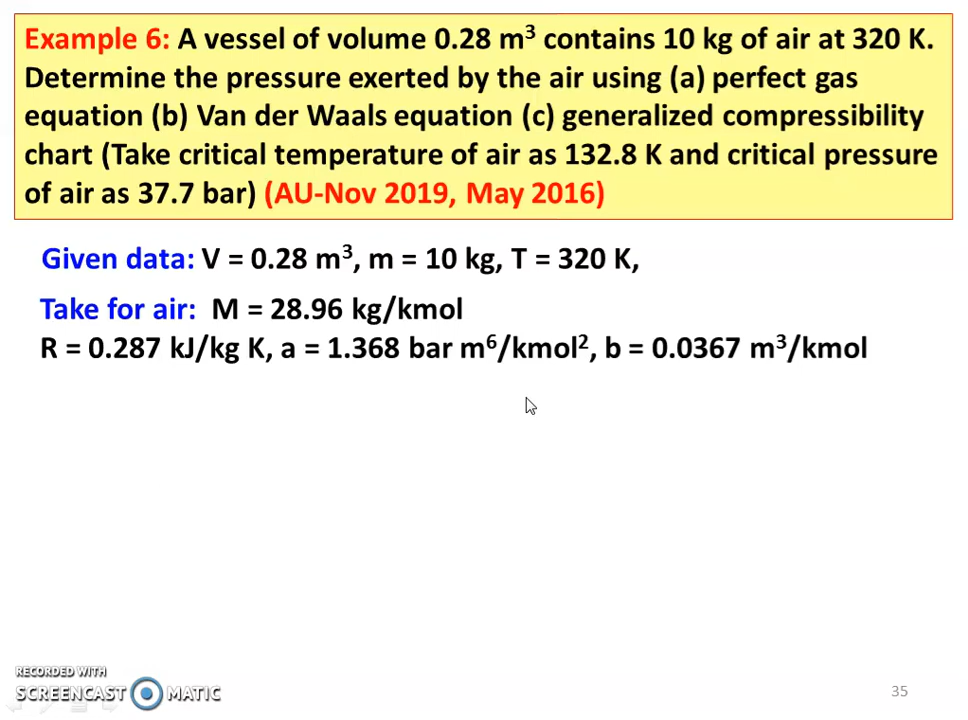 Example 6: A vessel of volume 0.28 m³ contains 10 kg of air at 320 K.
Determine the pressure exerted by the air using (a) perfect gas
equation (b) Van der Waals equation (c) generalized compressibility
chart (Take critical temperature of air as 132.8 K and critical pressure
of air as 37.7 bar) (AU-Nov 2019, May 2016)
Given data: V = 0.28 m³, m = 10 kg, T = 320 K,
Take for air: M = 28.96 kg/kmol
R = 0.287 kJ/kg K, a = 1.368 bar m⁶/kmol², b = 0.0367 m³/kmol
RECORDED WITH
SCREENCAST MATIC
35